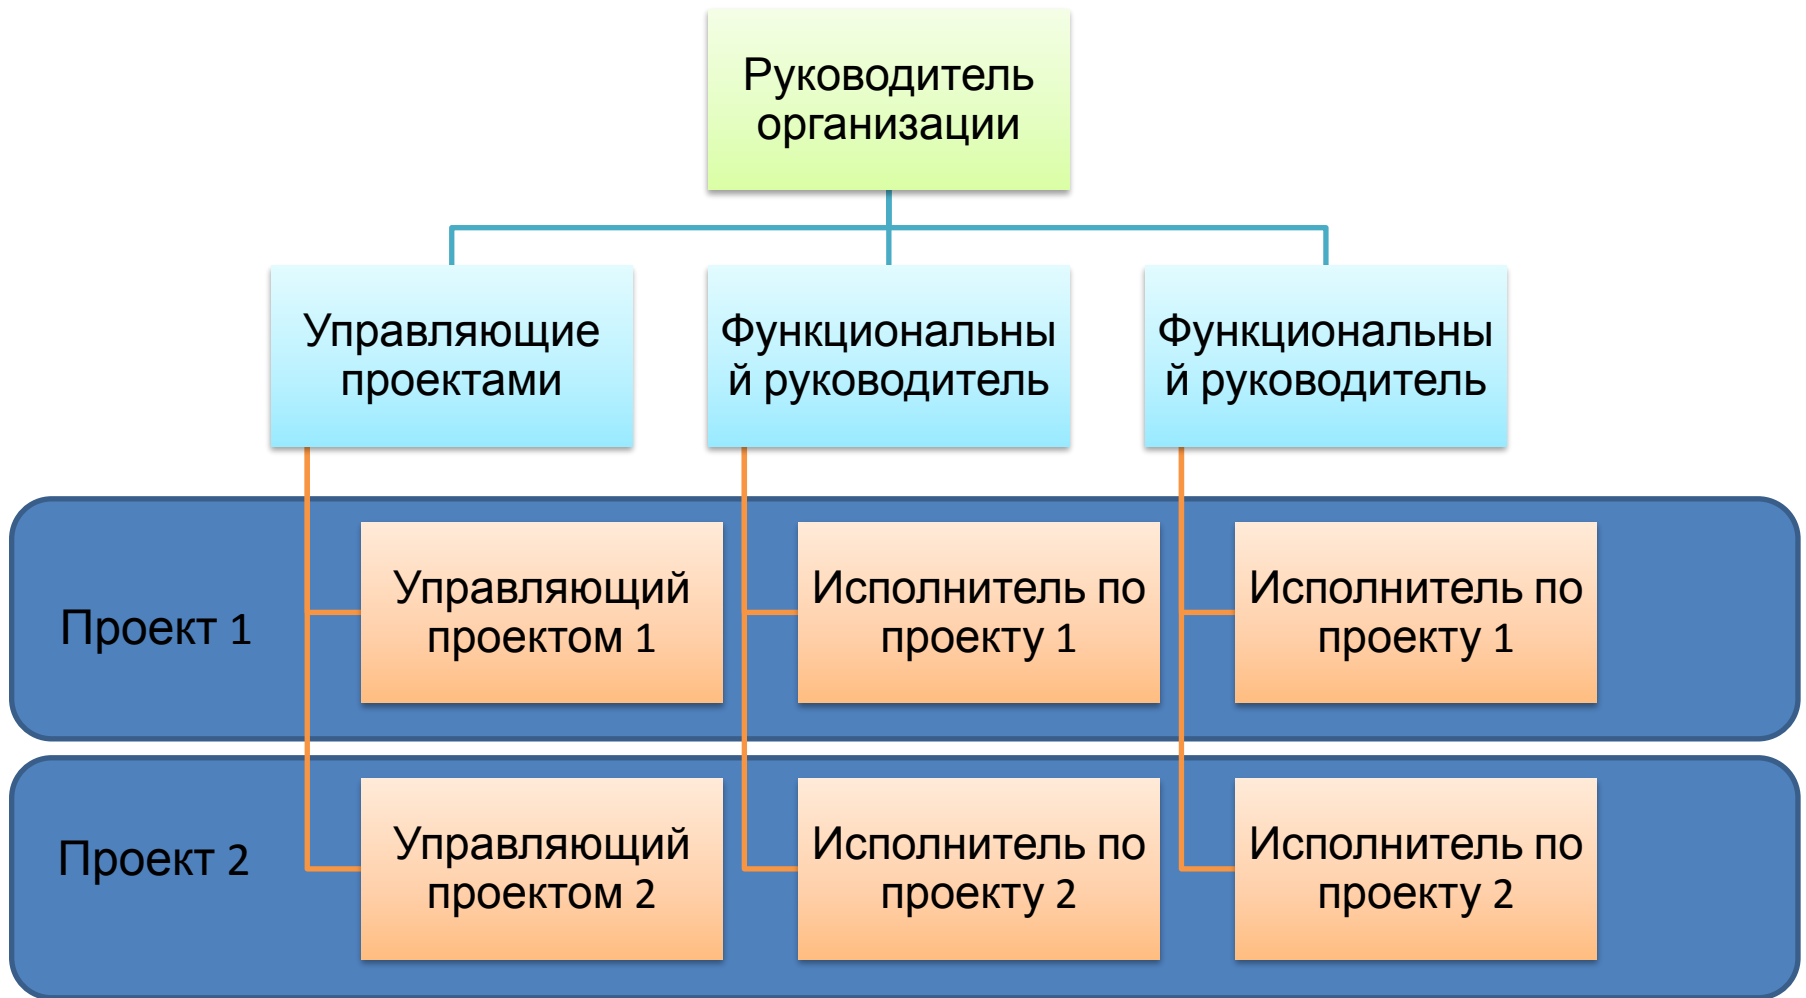 Руководитель
организации
Управляющие
проектами
Функциональны
й руководитель
Функциональны
й руководитель
Проект 1
Управляющий
проектом 1
Исполнитель по
проекту 1
Исполнитель по
проекту 1
Проект 2
Управляющий
проектом 2
Исполнитель по
проекту 2
Исполнитель по
проекту 2